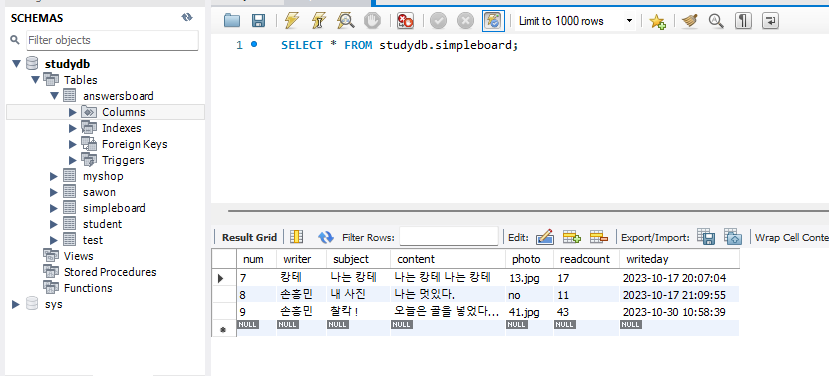 SCHEMAS
Filter objects
studydb
Tables
answersboard
Columns
Indexes
Foreign Keys
Triggers
myshop
sawon
simpleboard
student
test
Views
Stored Procedures
Functions
sys
Limit to 1000 rows
1 SELECT * FROM studydb.simpleboard;
Result Grid Filter Rows: Edit: Export/Import: Wrap Cell Conte
num writer subject content photo readcount writeday
7 캉테 나는 캉테 나는 캉테 나는 캉테 13.jpg 17 2023-10-17 20:07:04
8 손흥민 내 사진 나는 멋있다. no 11 2023-10-17 21:09:55
9 손흥민 찰칵 ! 오늘은 골을 넣었다... 41.jpg 43 2023-10-30 10:58:39
NULL NULL NULL NULL NULL NULL NULL